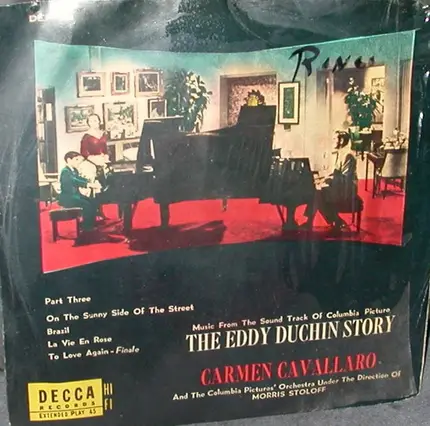 DECCA
Part Three
On The Sunny Side Of The Street
Brazil
La Vie En Rose
To Love Again - Finale
Music From The Sound Track Of Columbia Picture
THE EDDY DUCHIN STORY
CARMEN CAVALLARO
And The Columbia Pictures' Orchestra Under The Direction Of
MORRIS STOLOFF
DECCA
RECORDS
EXTENDED PLAY 45
HI
FI